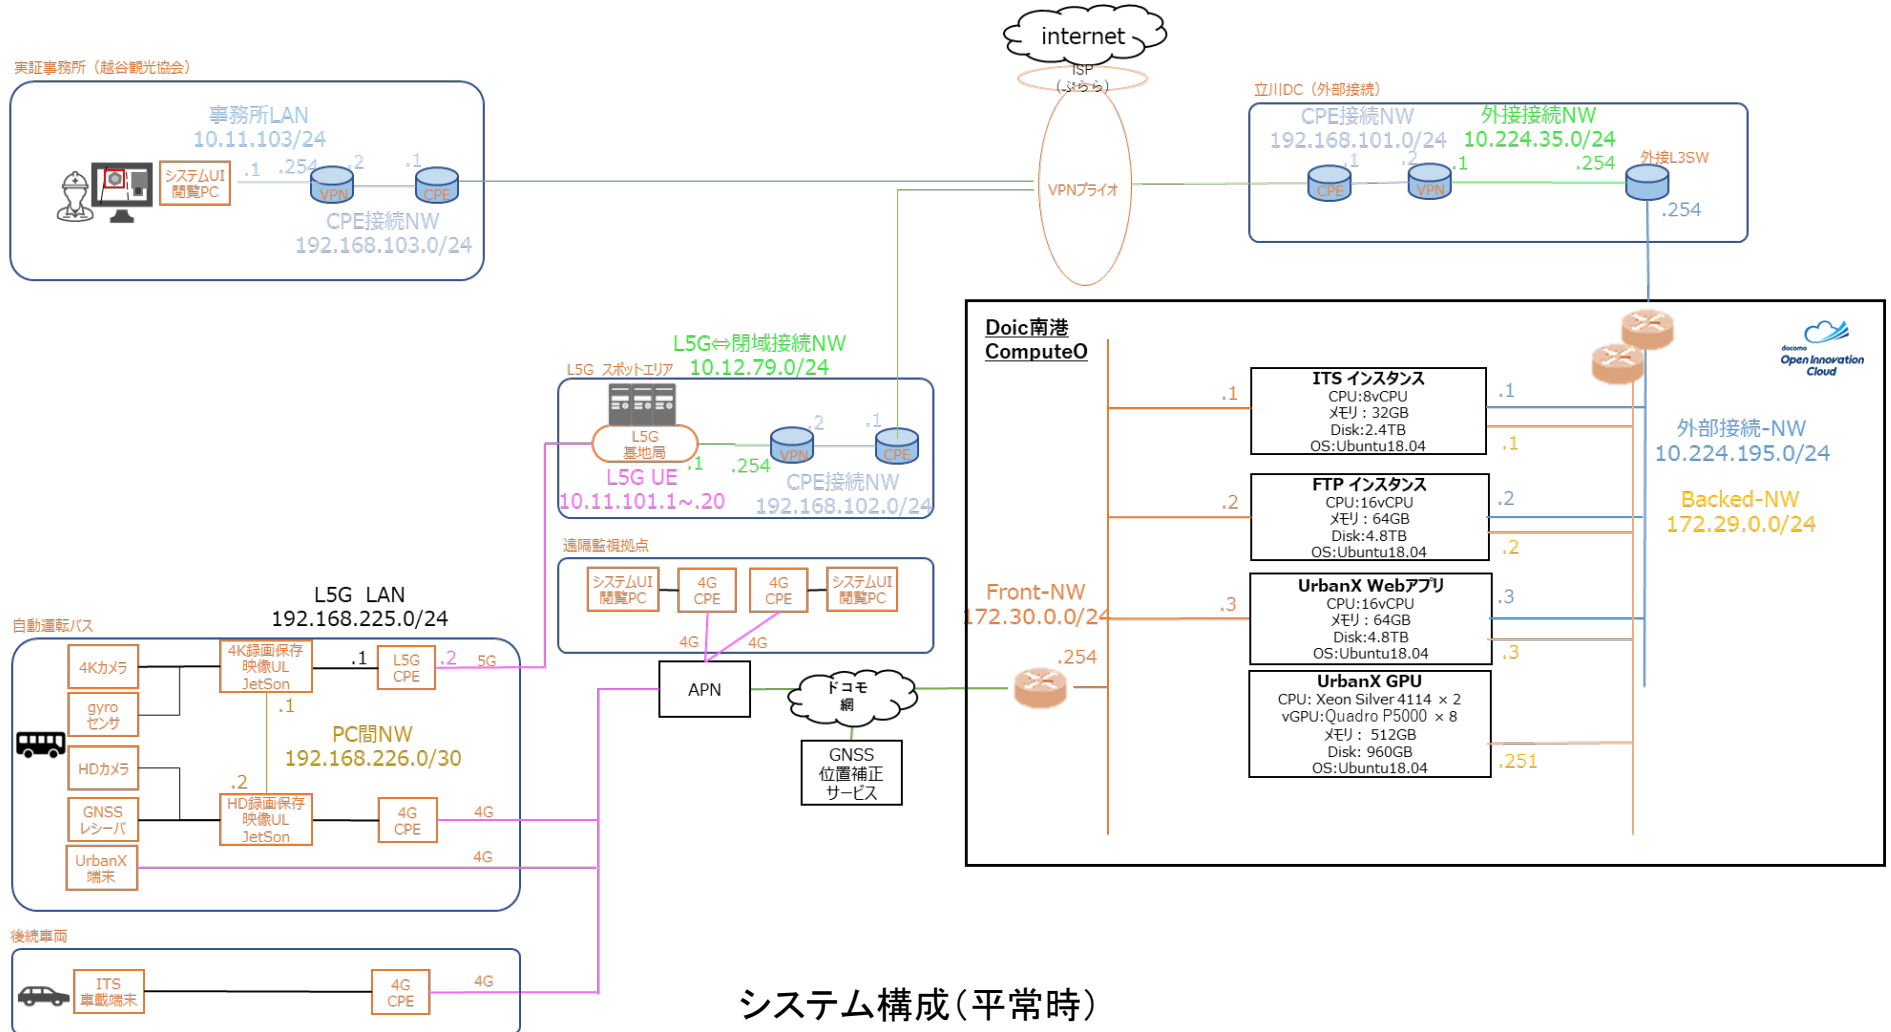 internet
ISP
(ぷらら)
VPNプライオ
実証事務所（越谷観光協会）
事務所LAN
10.11.103/24
システムUI
閲覧PC
.1
.254
VPN
.2
.1
CPE
CPE接続NW
192.168.103.0/24
立川DC（外部接続）
CPE接続NW
192.168.101.0/24
外接接続NW
10.224.35.0/24
.1
.2
.1
.254
CPE
VPN
外接L3SW
.254
L5G⇔閉域接続NW
10.12.79.0/24
L5G スポットエリア
L5G
基地局
.1
.254
VPN
.2
.1
CPE
L5G UE
10.11.101.1~.20
CPE接続NW
192.168.102.0/24
遠隔監視拠点
システムUI
閲覧PC
4G
CPE
4G
CPE
システムUI
閲覧PC
4G
4G
APN
ドコモ
網
GNSS
位置補正
サービス
L5G LAN
192.168.225.0/24
自動運転バス
4Kカメラ
gyro
センサ
HDカメラ
GNSS
レシーバ
UrbanX
端末
4K録画保存
映像UL
JetSon
.1
L5G
CPE
.2
5G
.1
PC間NW
192.168.226.0/30
.2
HD録画保存
映像UL
JetSon
4G
CPE
4G
4G
後続車両
ITS
車載端末
4G
CPE
4G
Doic南港
ComputeO
docomo
Open Innovation
Cloud
Front-NW
172.30.0.0/24
.254
.1
ITS インスタンス
CPU:8vCPU
メモリ：32GB
Disk:2.4TB
OS:Ubuntu18.04
.1
.1
.2
FTP インスタンス
CPU:16vCPU
メモリ：64GB
Disk:4.8TB
OS:Ubuntu18.04
.2
.2
.3
UrbanX Webアプリ
CPU:16vCPU
メモリ：64GB
Disk:4.8TB
OS:Ubuntu18.04
.3
.3
UrbanX GPU
CPU: Xeon Silver 4114 × 2
vGPU:Quadro P5000 × 8
メモリ： 512GB
Disk: 960GB
OS:Ubuntu18.04
.251
外部接続-NW
10.224.195.0/24
Backed-NW
172.29.0.0/24
システム構成（平常時）